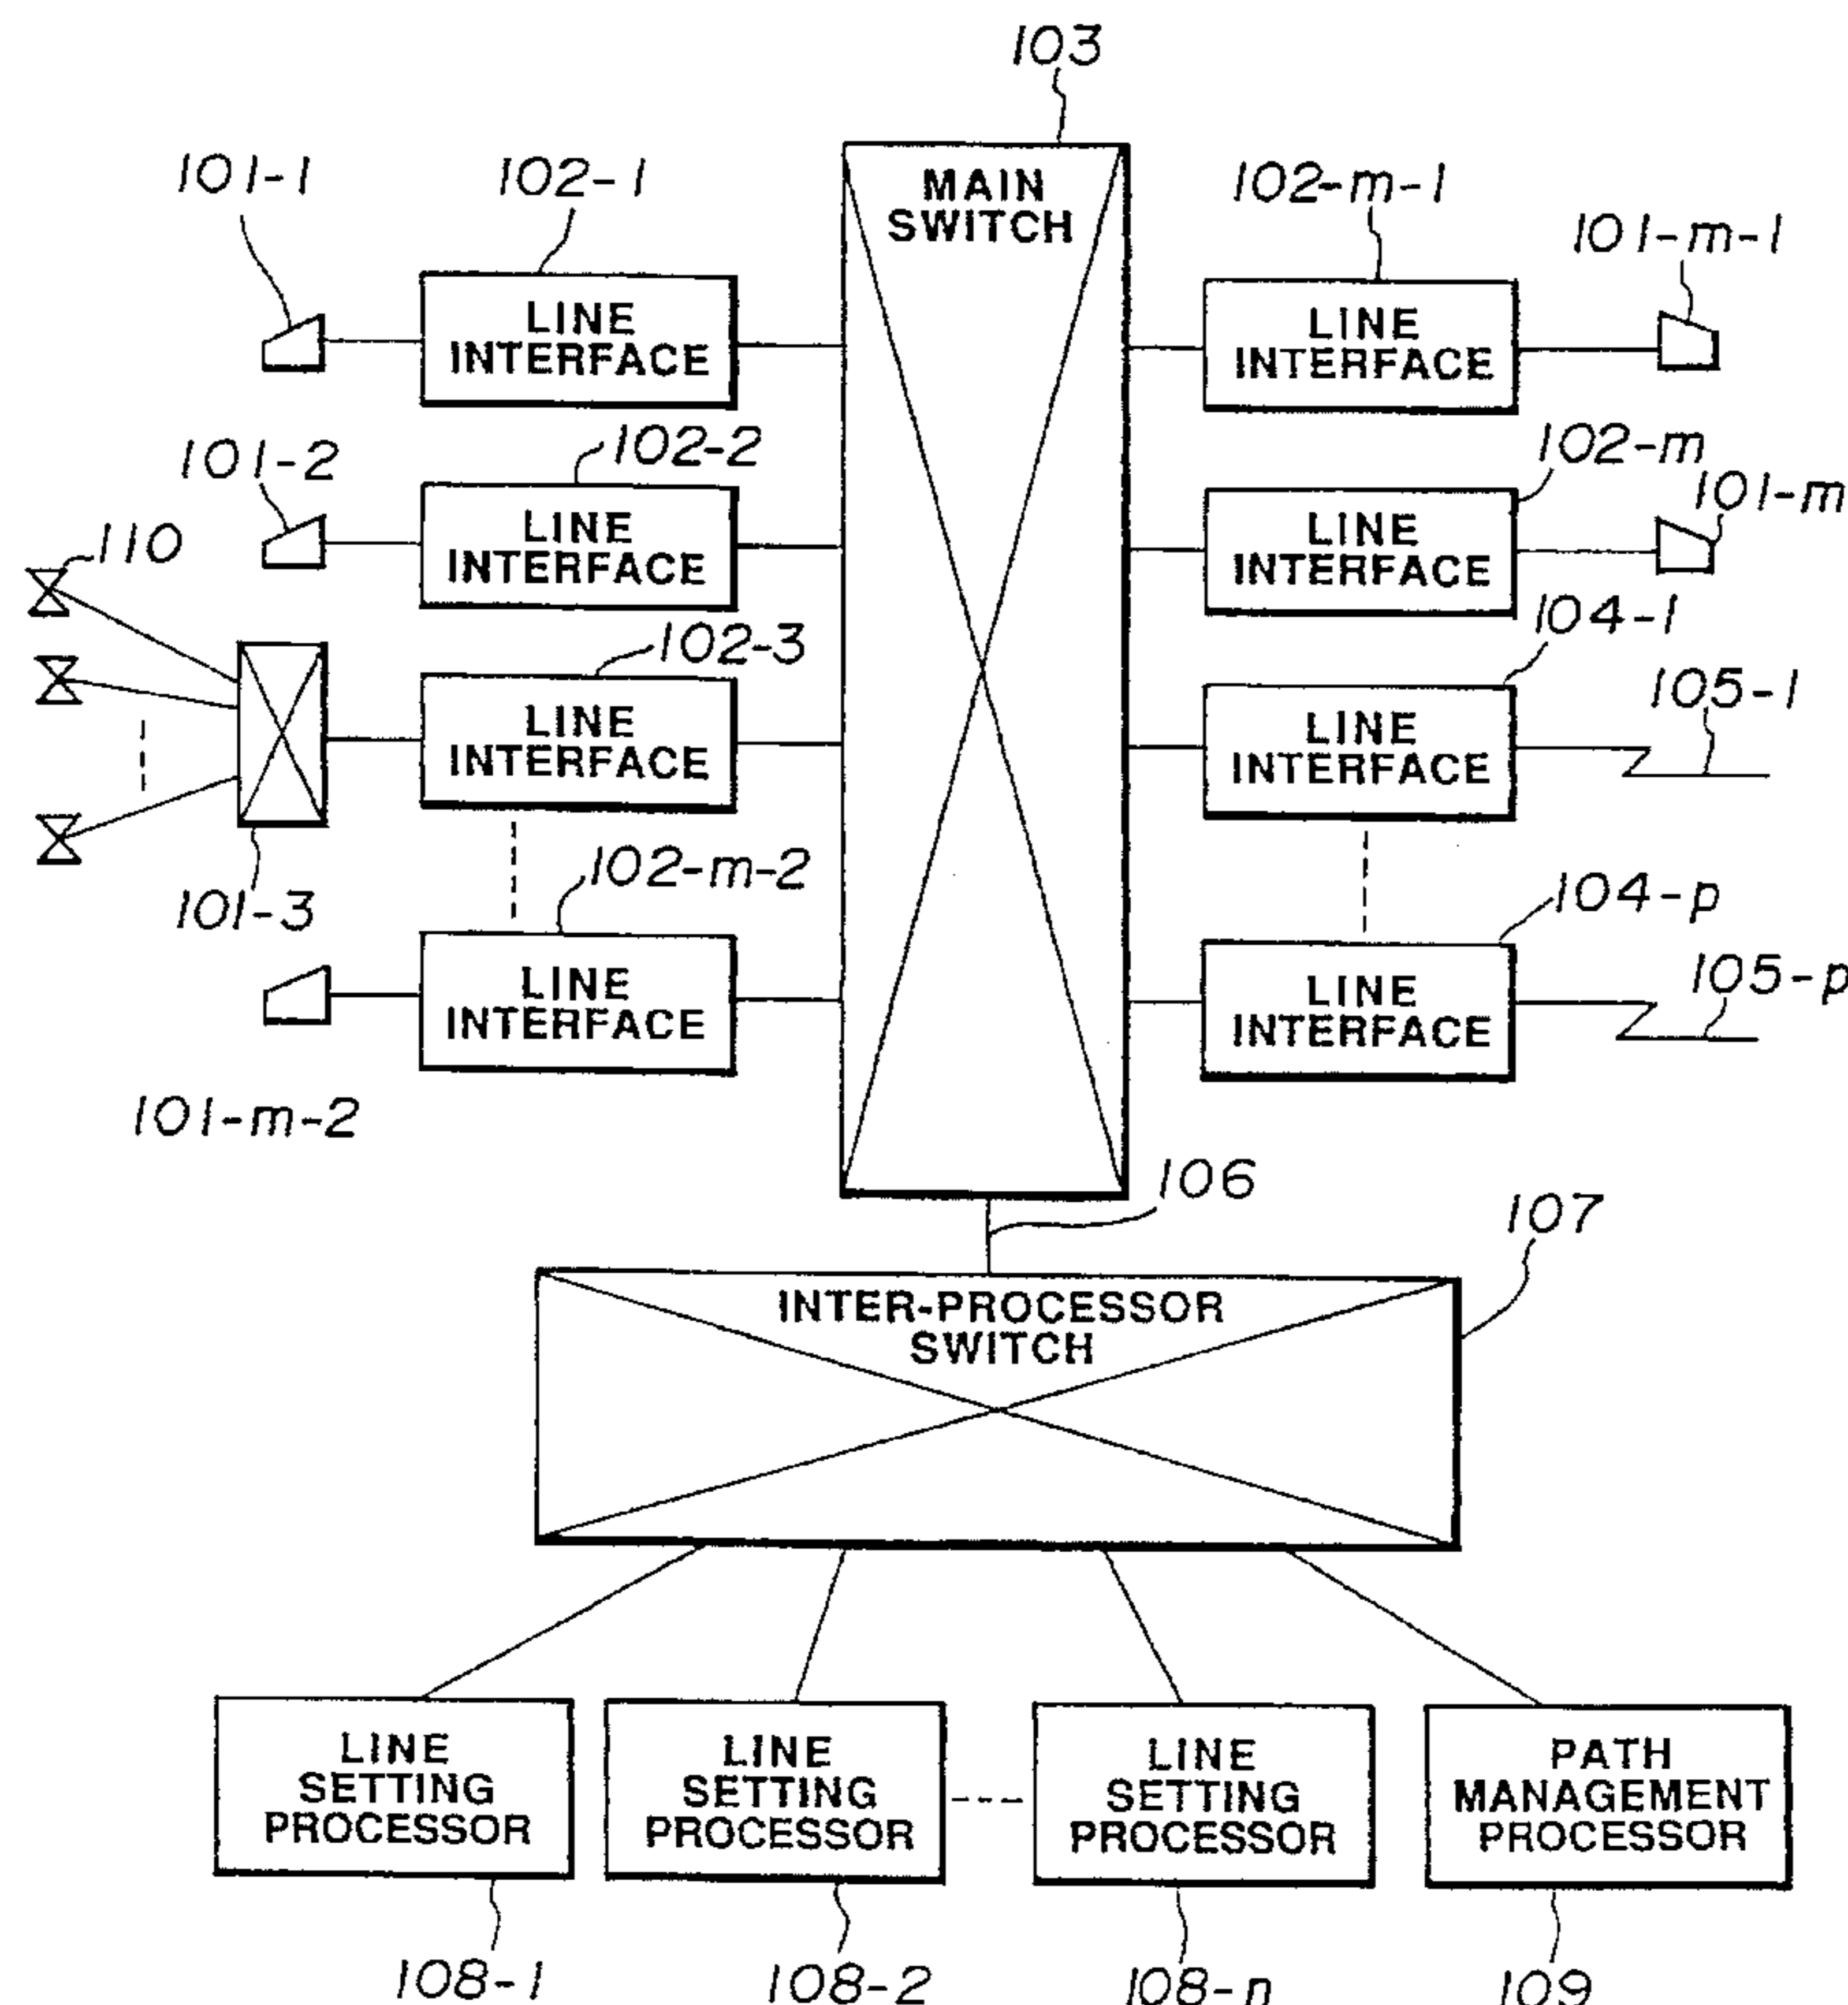 103
101-1
102-1
MAIN
SWITCH
102-m-1
101-m-1
LINE
INTERFACE
LINE
INTERFACE
101-2
102-2
102-m
101-m
110
LINE
INTERFACE
LINE
INTERFACE
102-3
104-1
105-1
LINE
INTERFACE
LINE
INTERFACE
101-3
102-m-2
104-p
105-p
LINE
INTERFACE
LINE
INTERFACE
101-m-2
106
107
INTER-PROCESSOR
SWITCH
LINE
SETTING
PROCESSOR
LINE
SETTING
PROCESSOR
LINE
SETTING
PROCESSOR
PATH
MANAGEMENT
PROCESSOR
108-1
108-2
108-n
109